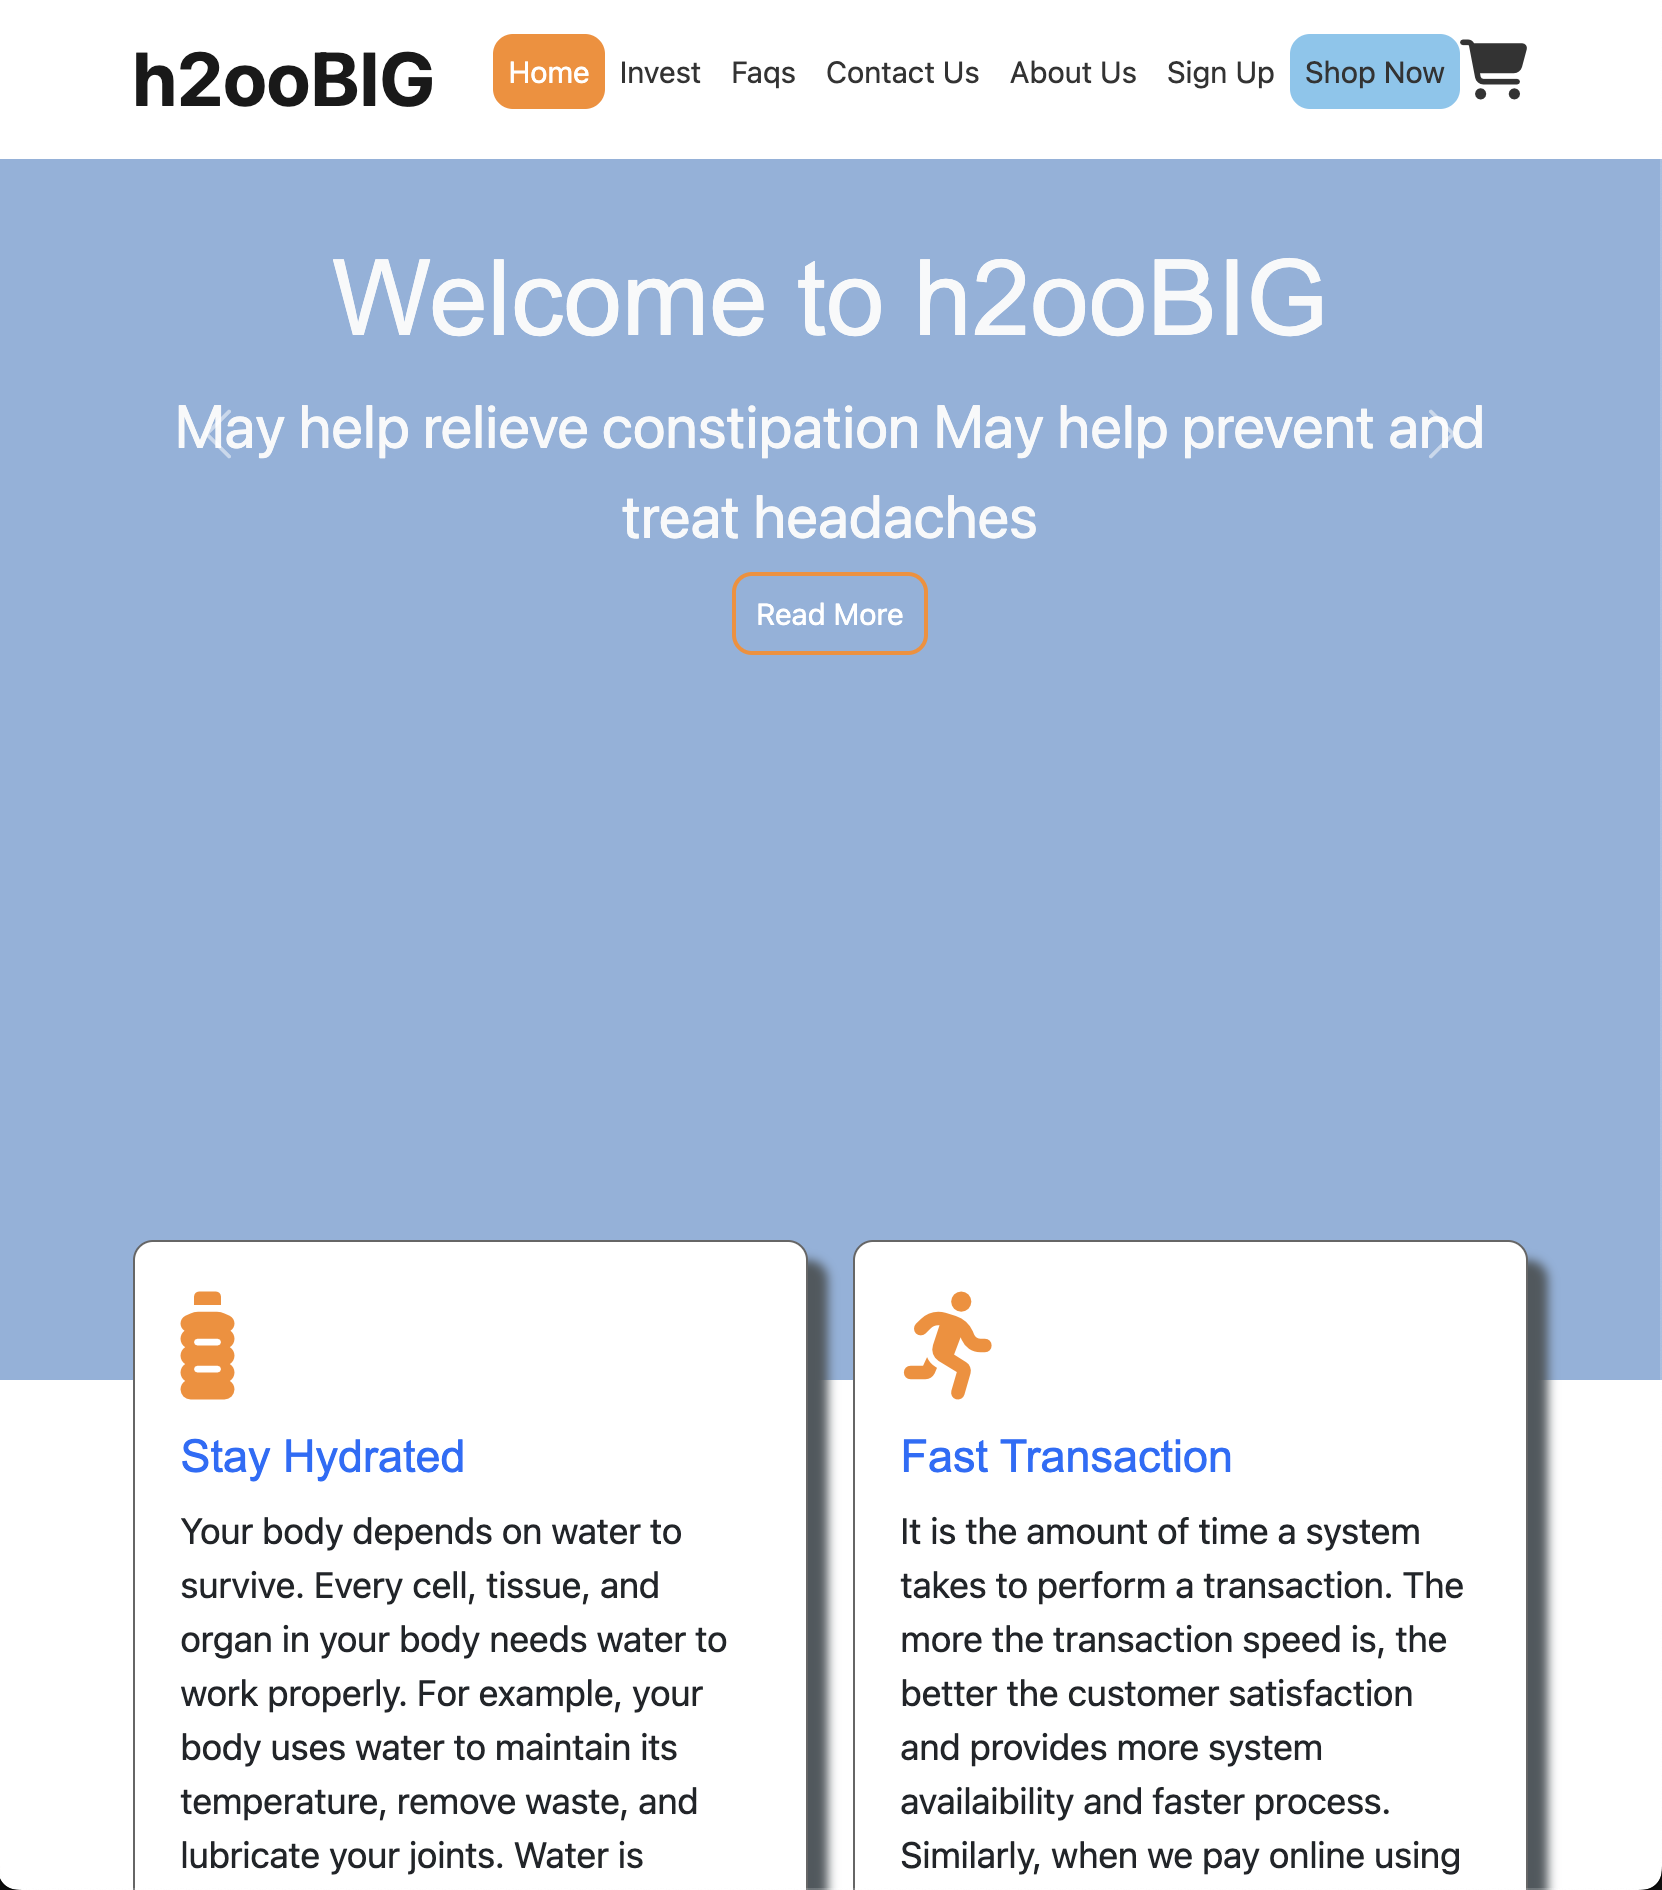 h2ooBIG
Home Invest Faqs Contact Us About Us Sign Up Shop Now
Welcome to h2ooBIG
May help relieve constipation May help prevent and
treat headaches
Read More
Stay Hydrated
Your body depends on water to
survive. Every cell, tissue, and
organ in your body needs water to
work properly. For example, your
body uses water to maintain its
temperature, remove waste, and
lubricate your joints. Water is
Fast Transaction
It is the amount of time a system
takes to perform a transaction. The
more the transaction speed is, the
better the customer satisfaction
and provides more system
availaibility and faster process.
Similarly, when we pay online using